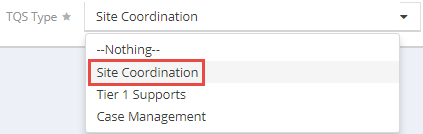 TQS Type ★ Site Coordination
--Nothing--
Site Coordination
Tier 1 Supports
Case Management